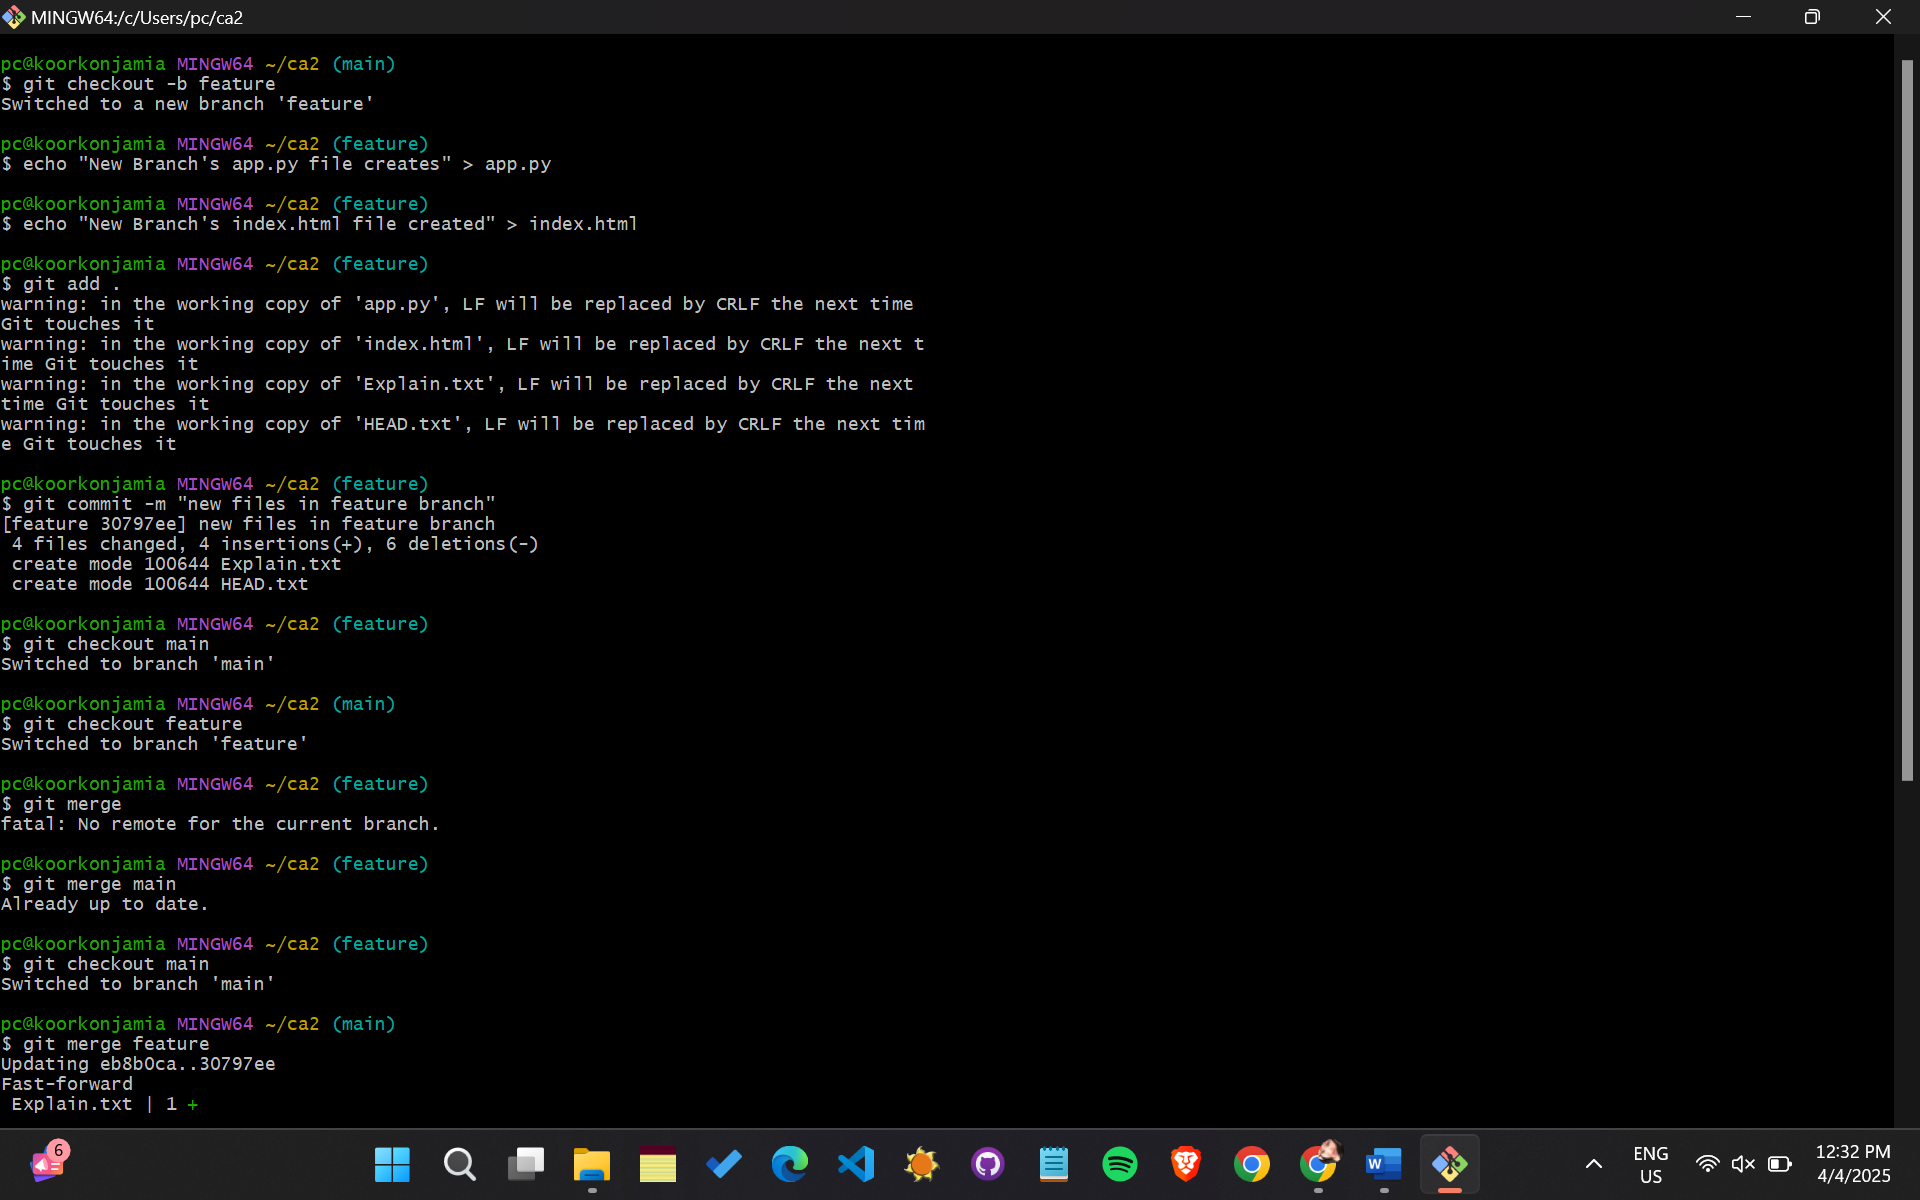 MINGW64:/c/Users/pc/ca2
pc@koorkonjamia MINGW64 ~/ca2 (main)
$ git checkout -b feature
Switched to a new branch 'feature'
pc@koorkonjamia MINGW64 ~/ca2 (feature)
$ echo "New Branch's app.py file creates" > app.py
pc@koorkonjamia MINGW64 ~/ca2 (feature)
$ echo "New Branch's index.html file created" > index.html
pc@koorkonjamia MINGW64 ~/ca2 (feature)
$ git add .
warning: in the working copy of 'app.py', LF will be replaced by CRLF the next time
Git touches it
warning: in the working copy of 'index.html', LF will be replaced by CRLF the next t
ime Git touches it
warning: in the working copy of 'Explain.txt', LF will be replaced by CRLF the next
time Git touches it
warning: in the working copy of 'HEAD.txt', LF will be replaced by CRLF the next tim
e Git touches it
pc@koorkonjamia MINGW64 ~/ca2 (feature)
$ git commit -m "new files in feature branch"
[feature 30797ee] new files in feature branch
4 files changed, 4 insertions(+), 6 deletions(-)
create mode 100644 Explain.txt
create mode 100644 HEAD.txt
pc@koorkonjamia MINGW64 ~/ca2 (feature)
$ git checkout main
Switched to branch 'main'
pc@koorkonjamia MINGW64 ~/ca2 (main)
$ git checkout feature
Switched to branch 'feature'
pc@koorkonjamia MINGW64 ~/ca2 (feature)
$ git merge
fatal: No remote for the current branch.
pc@koorkonjamia MINGW64 ~/ca2 (feature)
$ git merge main
Already up to date.
pc@koorkonjamia MINGW64 ~/ca2 (feature)
$ git checkout main
Switched to branch 'main'
pc@koorkonjamia MINGW64 ~/ca2 (main)
$ git merge feature
Updating eb8b0ca..30797ee
Fast-forward
Explain.txt | 1 +
6
W
ENG
US
12:32 PM
4/4/2025